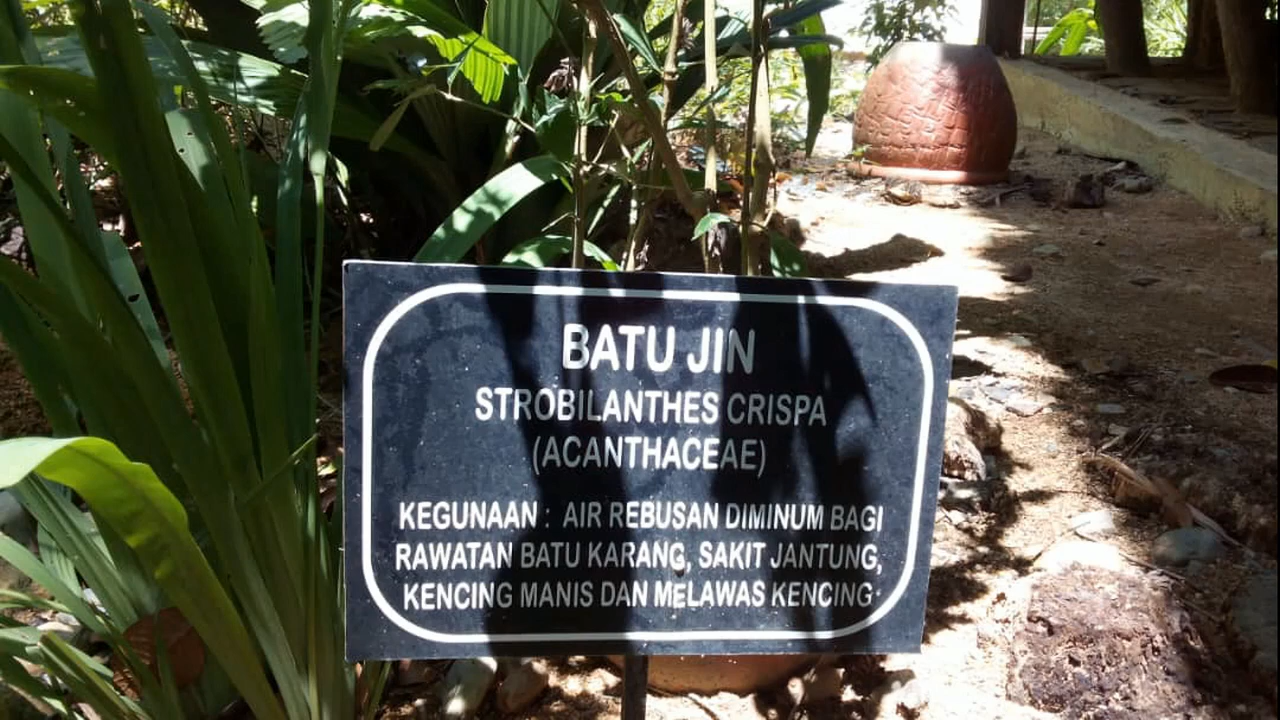 BATU JIN
STROBILANTHES CRISPA
(ACANTHACEAE)
KEGUNAAN : AIR REBUSAN DIMINUM BAGI
RAWATAN BATU KARANG, SAKIT JANTUNG,
KENCING MANIS DAN MELAWAS KENCING.